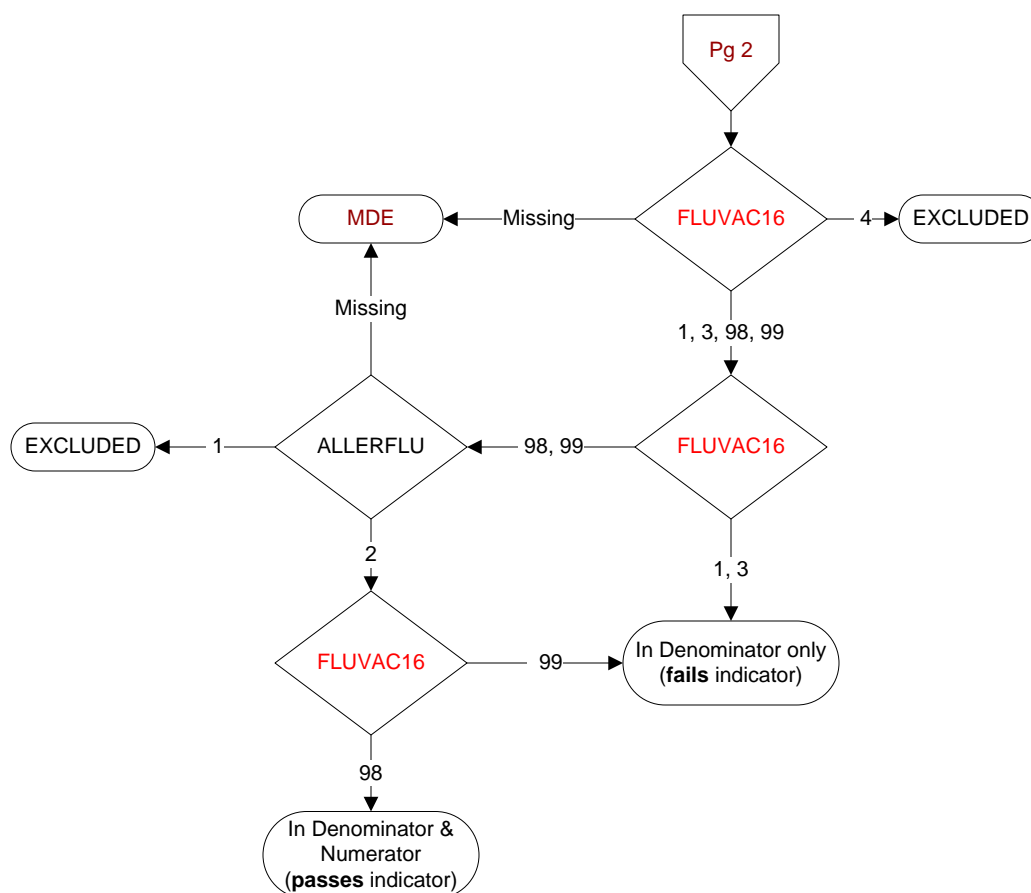 Pg 2
FLUVAC16
Missing
MDE
4
EXCLUDED
Missing
1, 3, 98, 99
FLUVAC16
98, 99
ALLERFLU
1
EXCLUDED
2
1, 3
FLUVAC16
99
In Denominator only
(fails indicator)
98
In Denominator &
Numerator
(passes indicator)